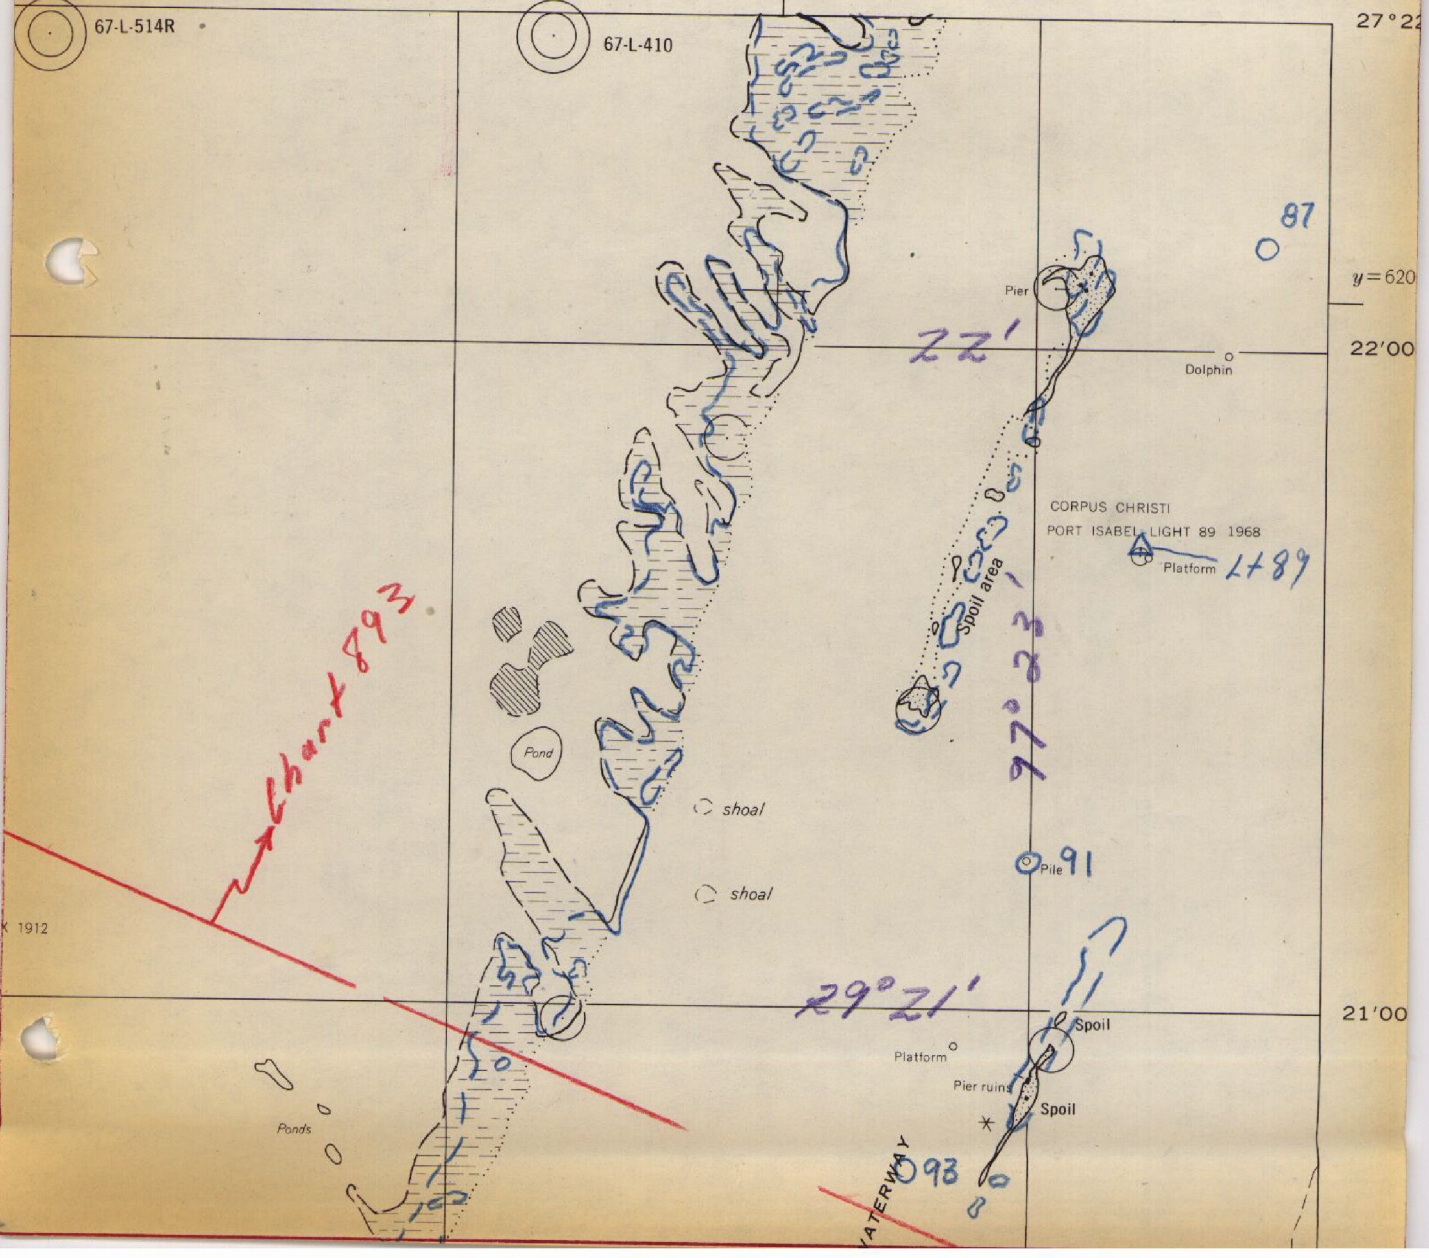 67-L-514R
67-L-410
27°22
87
y=620
Pier
22'
22'00
Dolphin
CORPUS CHRISTI
PORT ISABEL LIGHT 89 1968
Platform
Lt 89
Spoil area
97° 23'
Chart 893
Pond
shoal
Pile 91
shoal
X 1912
29° 21'
21'00
Spoil
Platform
Pier ruins
Spoil
Ponds
93